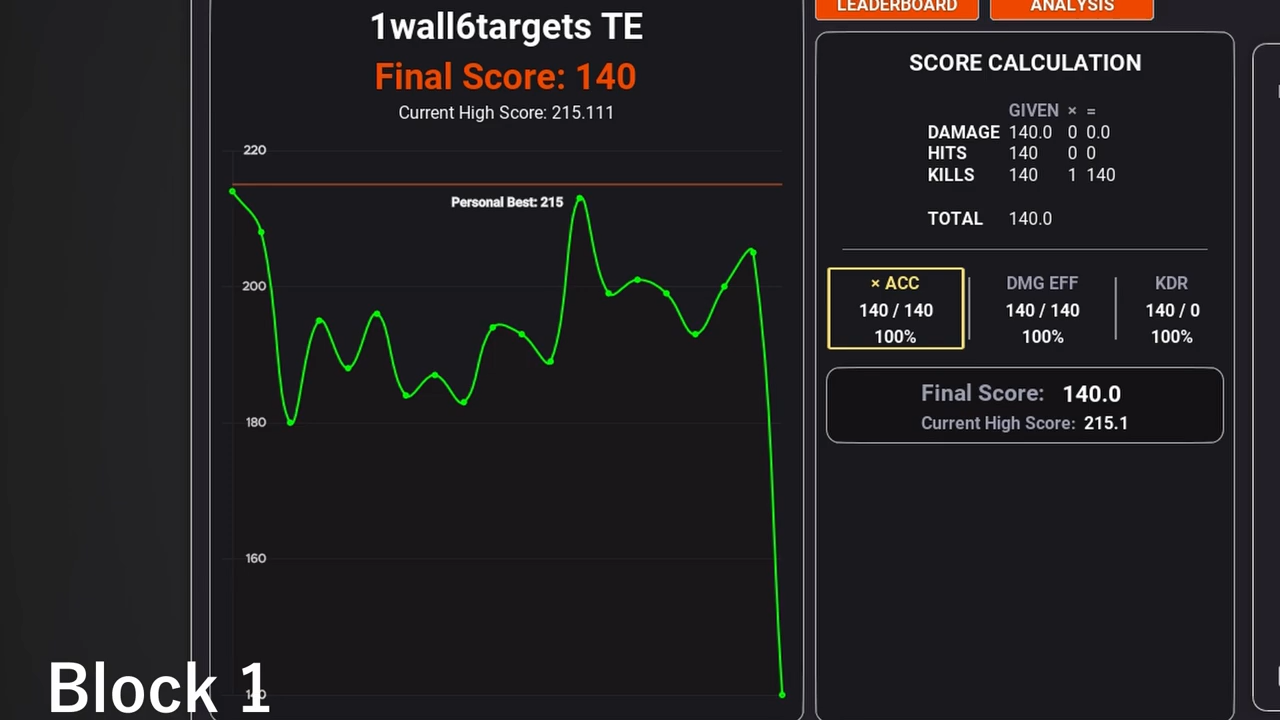 1wall6targets TE
Final Score: 140
Current High Score: 215.111
220
Personal Best: 215
200
180
160
140
Block 1
LEADERBOARD
ANALYSIS
SCORE CALCULATION
GIVEN × =
DAMAGE 140.0 0 0.0
HITS 140 0 0
KILLS 140 1 140
TOTAL 140.0
× ACC
140 / 140
100%
DMG EFF
140 / 140
100%
KDR
140 / 0
100%
Final Score: 140.0
Current High Score: 215.1